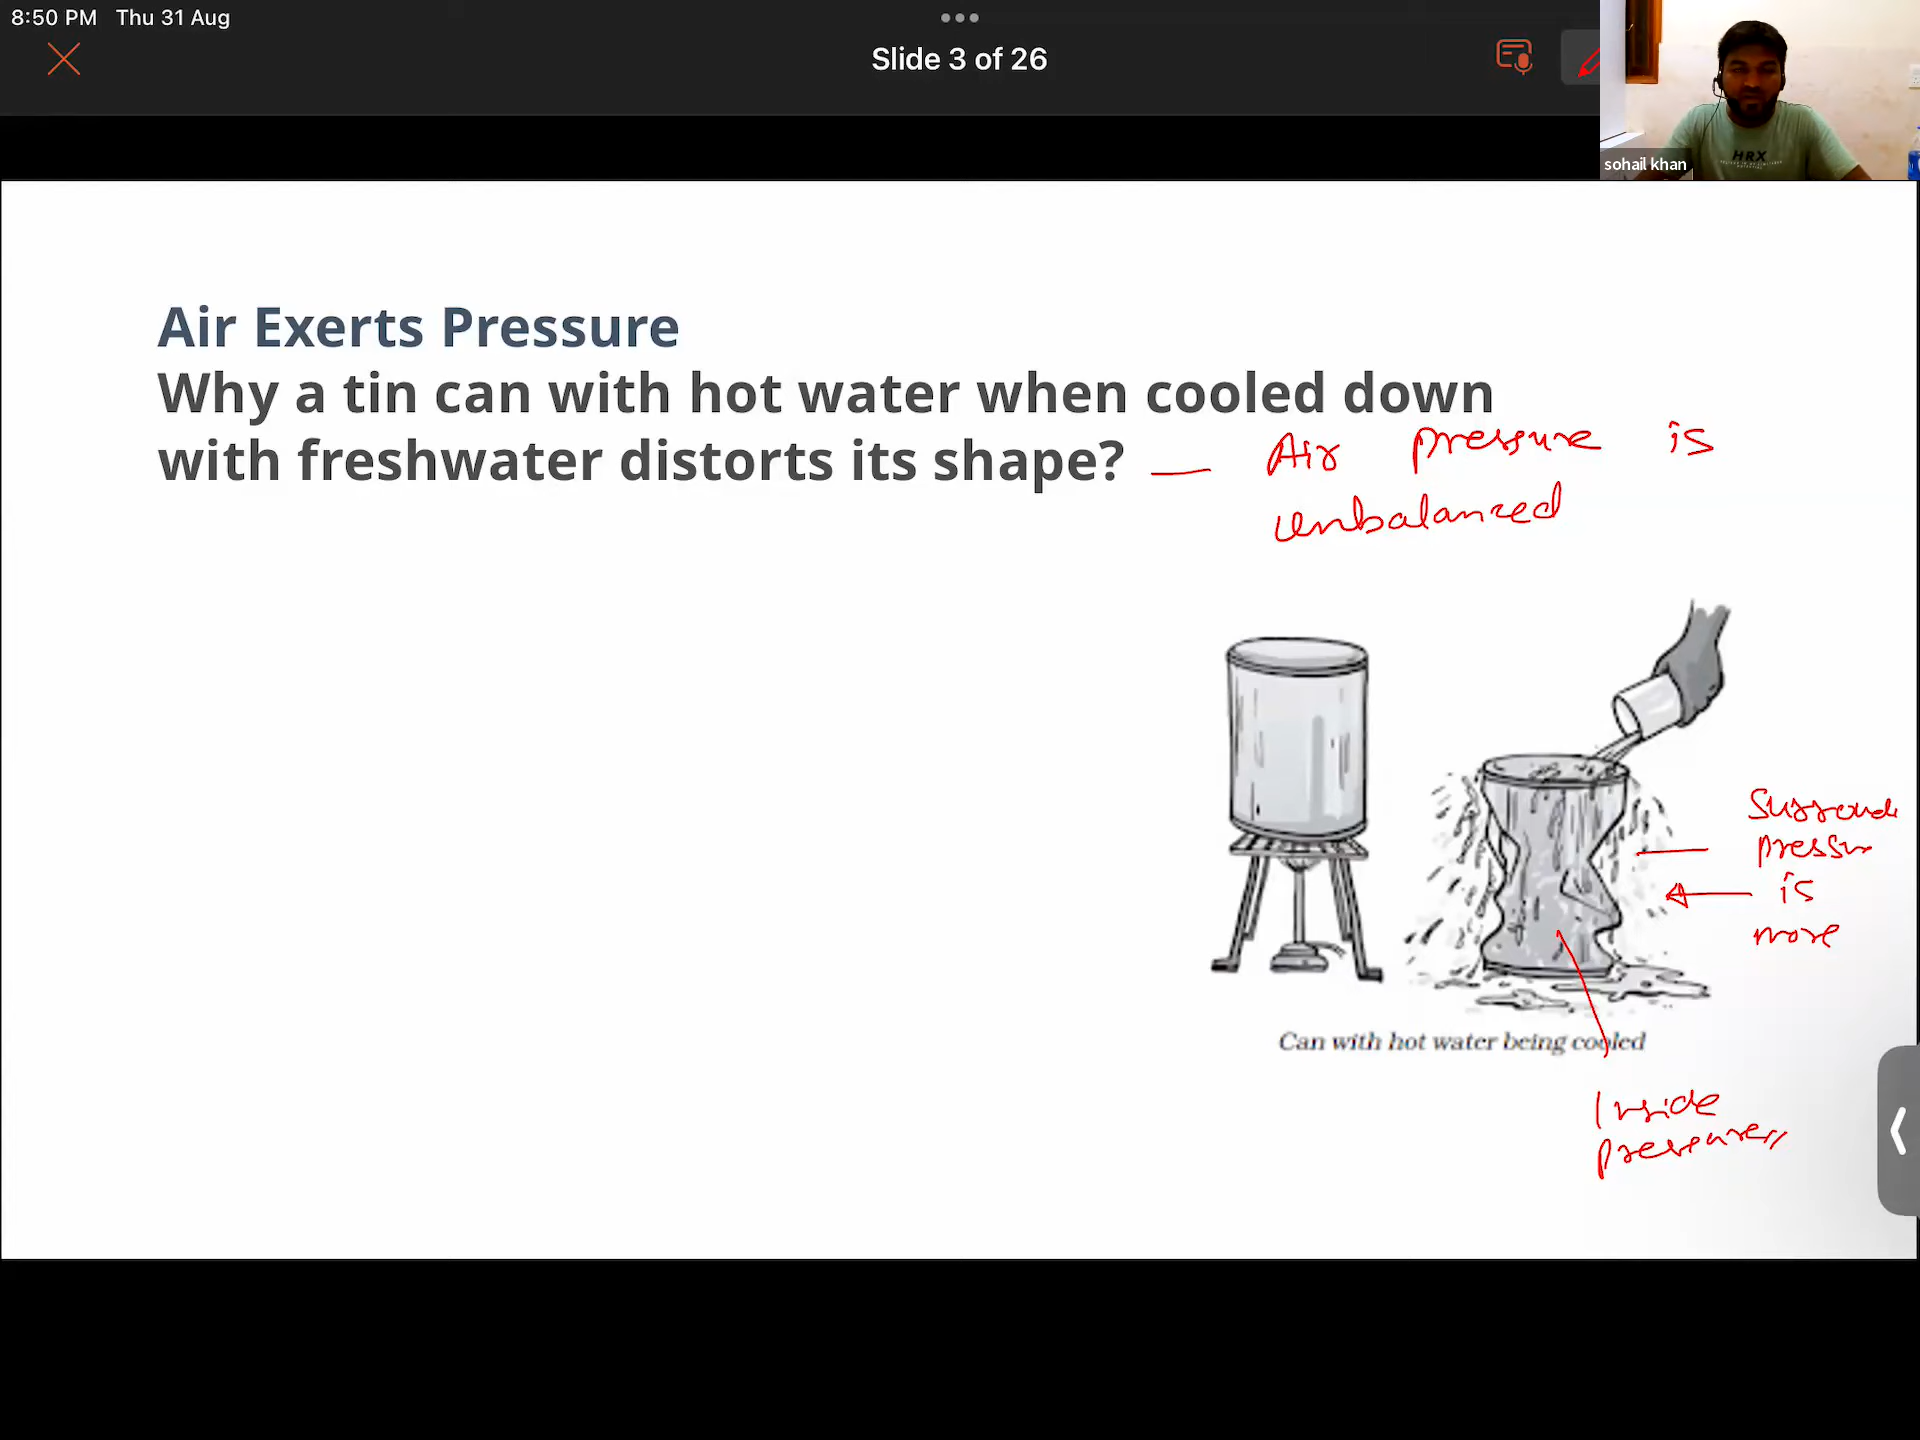 8:50 PM Thu 31 Aug
Slide 3 of 26
HRX
sohail khan
Air Exerts Pressure
Why a tin can with hot water when cooled down
with freshwater distorts its shape? — Air pressure is
unbalanced
Surround
pressure
is
more
Can with hot water being cooled
Inside
pressure